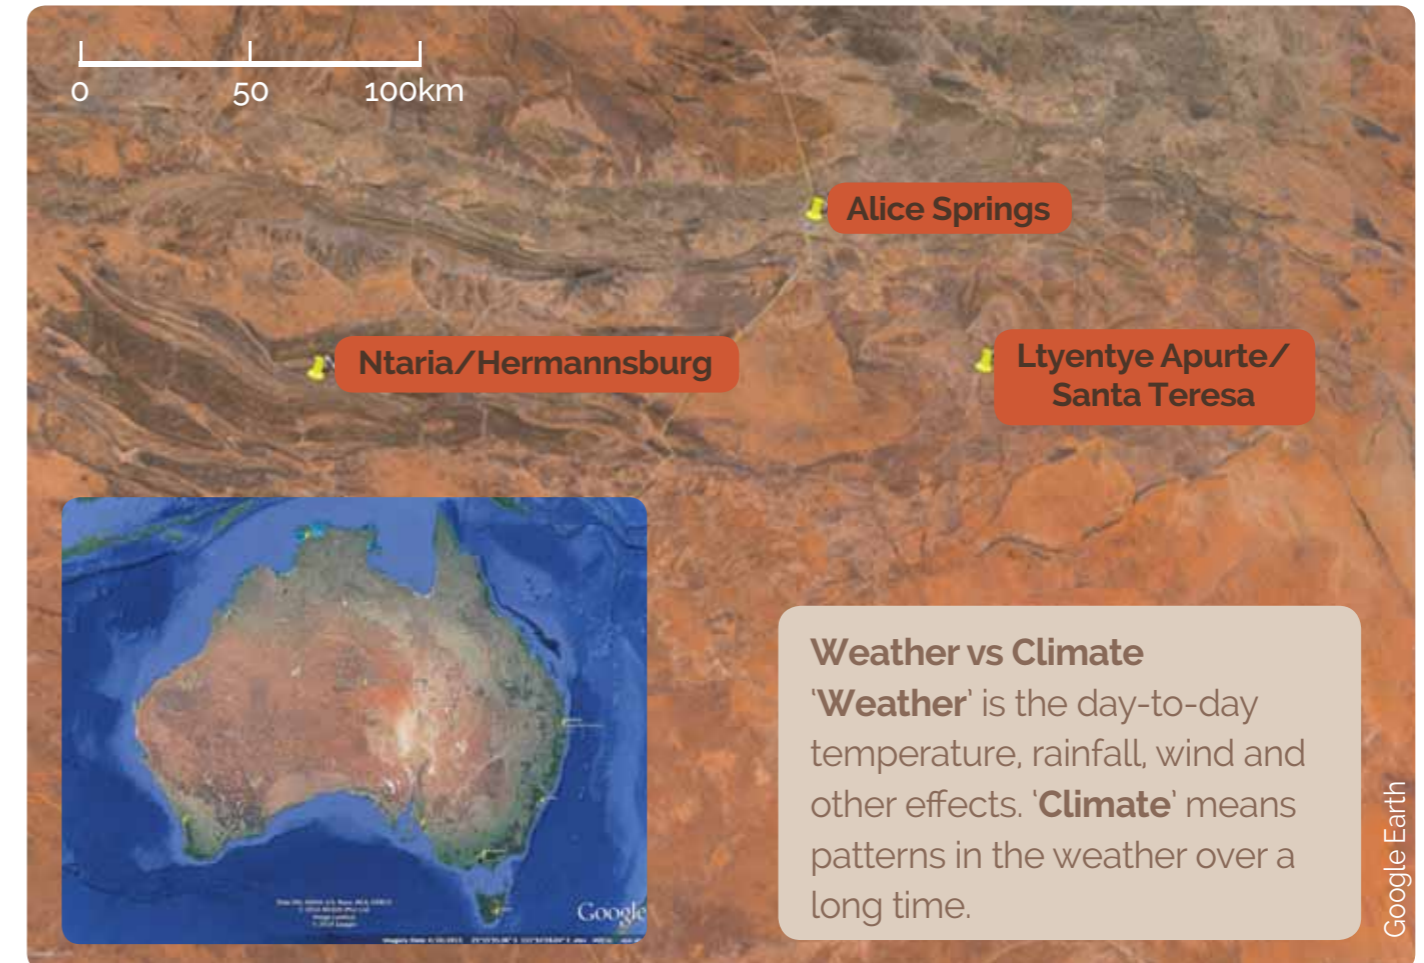 0 50 100km
Alice Springs
Ntaria/Hermannsburg
Ltyentye Apurte/
Santa Teresa
Weather vs Climate
‘Weather’ is the day-to-day
temperature, rainfall, wind and
other effects. ‘Climate’ means
patterns in the weather over a
long time.
Google Earth
Google